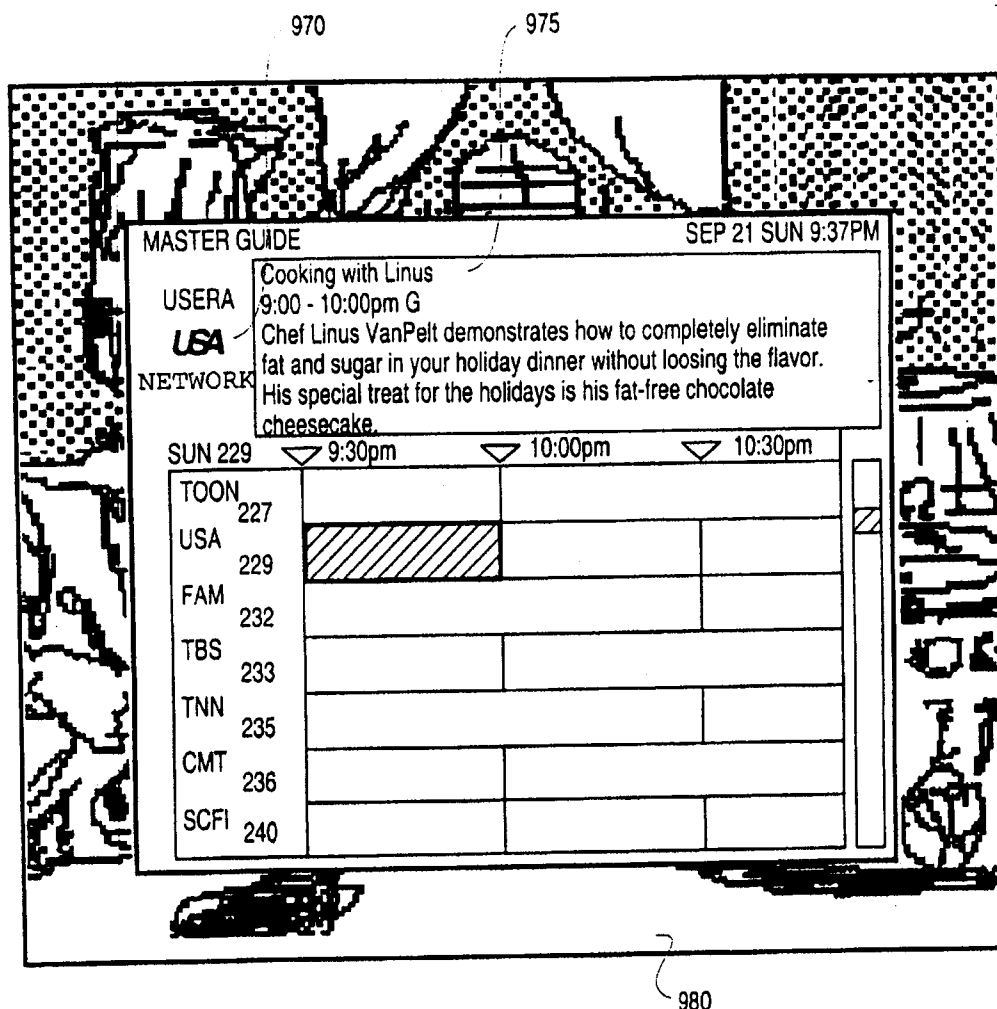 970 975
MASTER GUIDE SEP 21 SUN 9:37PM
USERA
USA
NETWORK
Cooking with Linus
9:00 - 10:00pm G
Chef Linus VanPelt demonstrates how to completely eliminate
fat and sugar in your holiday dinner without loosing the flavor.
His special treat for the holidays is his fat-free chocolate
cheesecake.
SUN 229 9:30pm 10:00pm 10:30pm
TOON 227
USA 229
FAM 232
TBS 233
TNN 235
CMT 236
SCFI 240
980